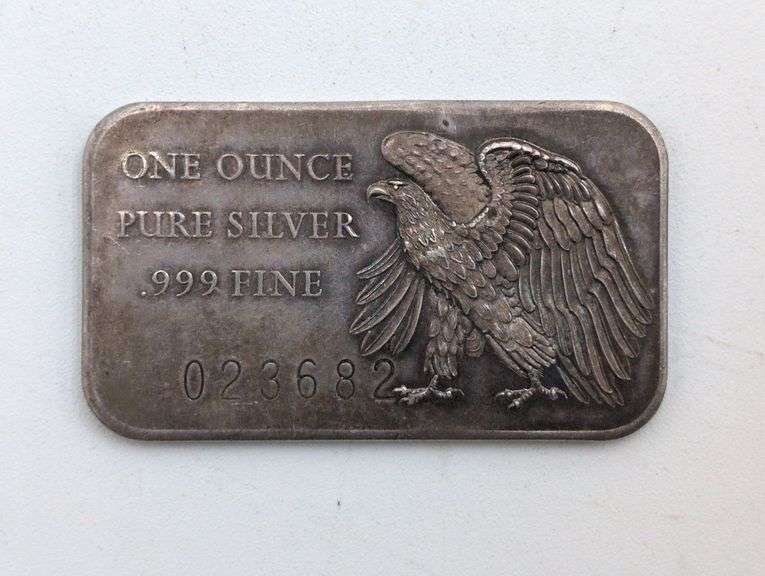 ONE OUNCE
PURE SILVER
.999 FINE
023682